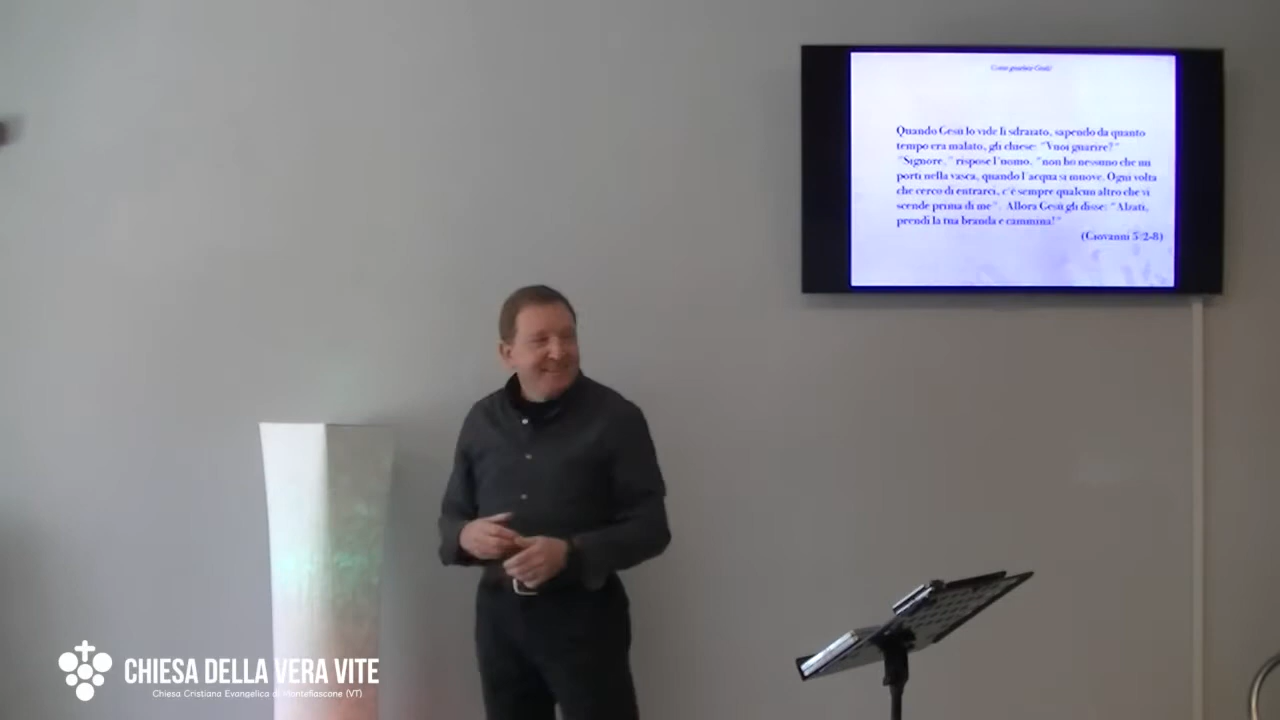 Quando Gesù lo vide lì sdraiato, sapendo da quanto
tempo era malato, gli chiese: "Vuoi guarire?"
"Signore," rispose l'uomo, "non ho nessuno che mi
porti nella vasca, quando l'acqua si muove. Ogni volta
che cerco di entrarci, c'è sempre qualcun altro che vi
scende prima di me". Allora Gesù gli disse: "Alzati,
prendi la tua branda e cammina!"
(Giovanni 5/2-8)
CHIESA DELLA VERA VITE
Chiesa Cristiana Evangelica di Montefiascone (VT)